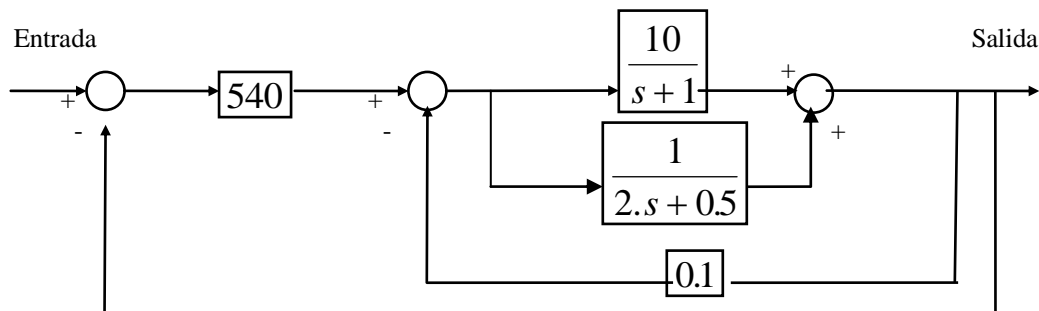 Entrada
Salida
+
-
540
+
-
10
s + 1
+
+
1
2.s + 0.5
0.1